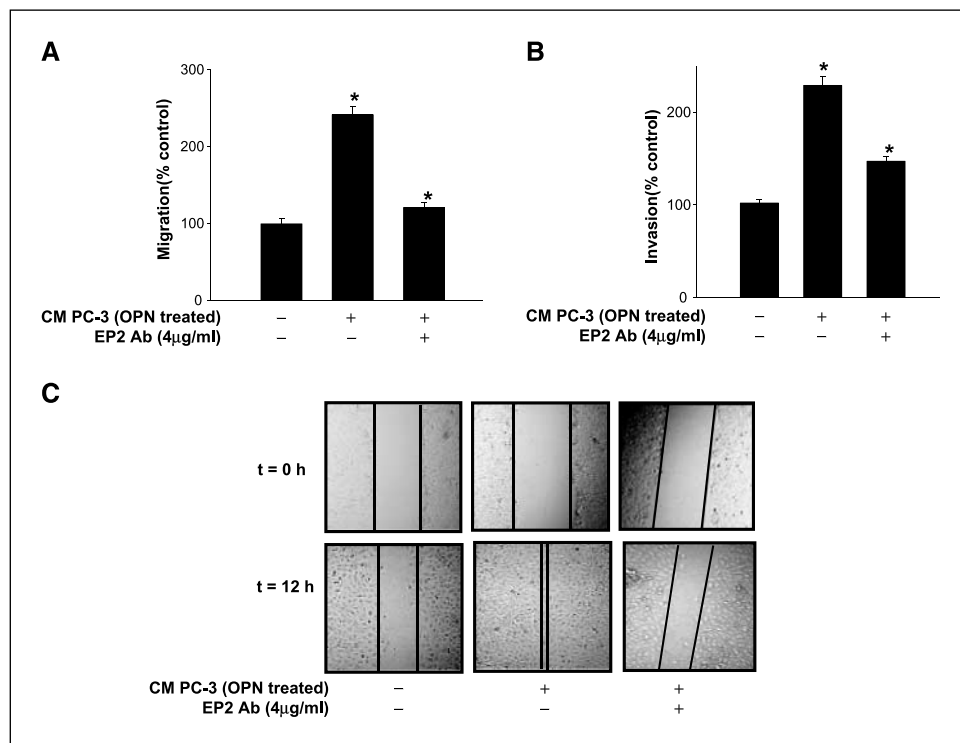 A
Migration(% control)
300
200
100
0
*
*
CM PC-3 (OPN treated) – + +
EP2 Ab (4µg/ml) – – +
B
Invasion(% control)
200
100
0
*
*
CM PC-3 (OPN treated) – + +
EP2 Ab (4µg/ml) – – +
C
t = 0 h
t = 12 h
CM PC-3 (OPN treated) – + +
EP2 Ab (4µg/ml) – – +